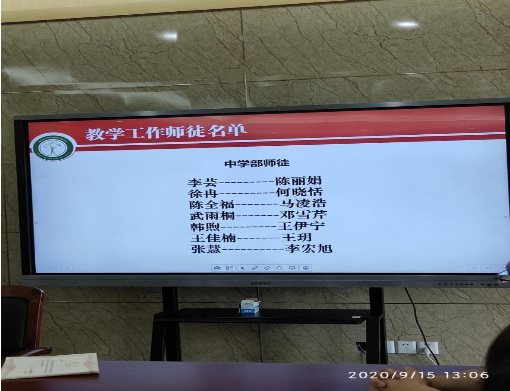 教学工作师徒名单
中学部师徒
李芸---------陈丽娟
徐冉---------何晓恬
陈全福-------马凌浩
武雨桐-------邓雪芹
韩煦---------王伊宁
王佳楠-------王玥
张慧---------李宏旭
2020/9/15 13:06